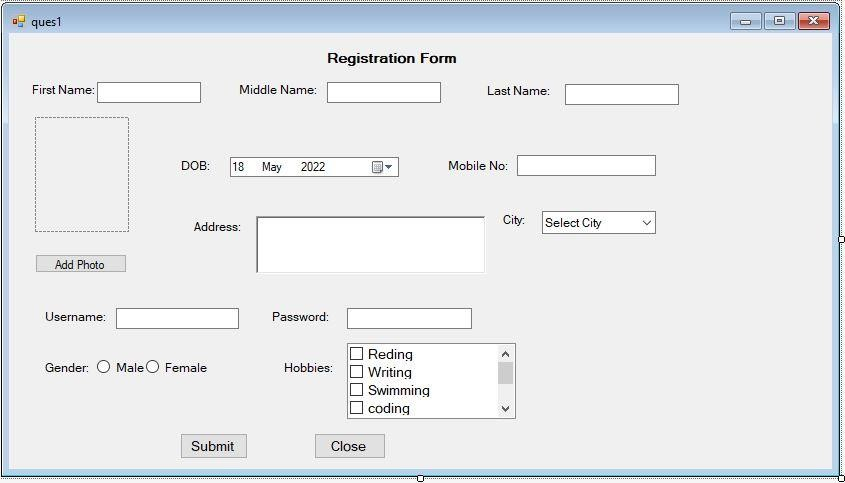 ques1
Registration Form
First Name: Middle Name: Last Name:
DOB: 18 May 2022 Mobile No:
Address: City: Select City
Add Photo
Username: Password:
Gender: Male Female Hobbies: Reding
Writing
Swimming
coding
Submit Close